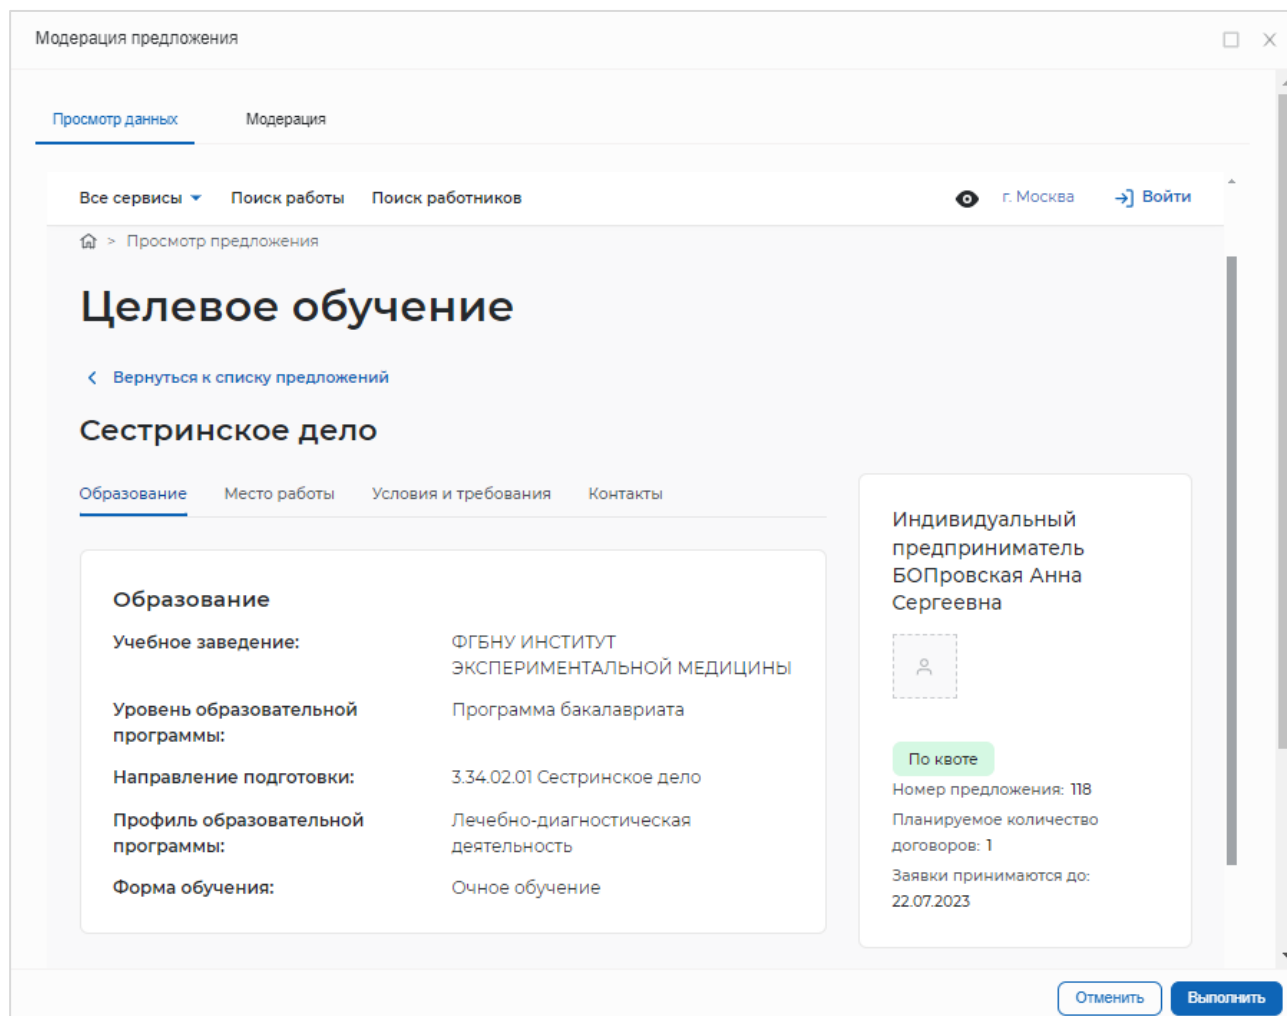 Модерация предложения
Просмотр данных Модерация
Все сервисы Поиск работы Поиск работников г. Москва Войти
> Просмотр предложения
Целевое обучение
Вернуться к списку предложений
Сестринское дело
Образование Место работы Условия и требования Контакты
Образование
Учебное заведение: ФГБНУ ИНСТИТУТ
ЭКСПЕРИМЕНТАЛЬНОЙ МЕДИЦИНЫ
Уровень образовательной Программа бакалавриата
программы:
Направление подготовки: 3.34.02.01 Сестринское дело
Профиль образовательной Лечебно-диагностическая
программы: деятельность
Форма обучения: Очное обучение
Индивидуальный
предприниматель
БОПровская Анна
Сергеевна
По квоте
Номер предложения: 118
Планируемое количество
договоров: 1
Заявки принимаются до:
22.07.2023
Отменить Выполнить